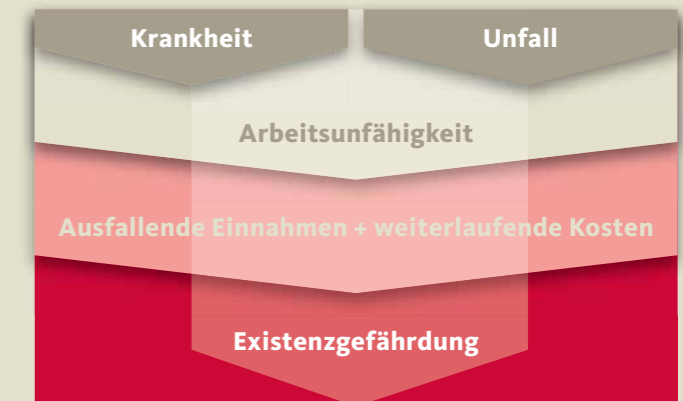 Krankheit
Unfall
Arbeitsunfähigkeit
Ausfallende Einnahmen + weiterlaufende Kosten
Existenzgefährdung